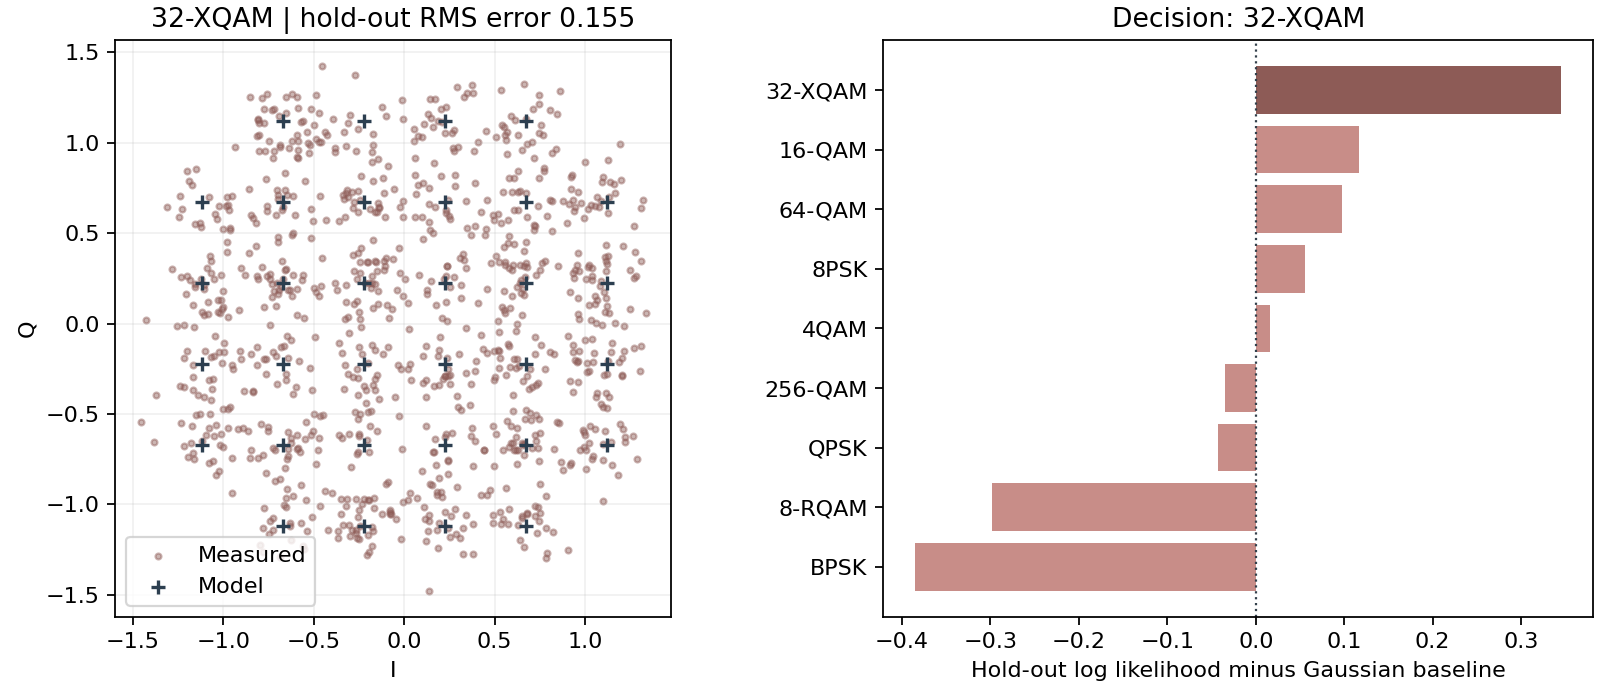 32-XQAM | hold-out RMS error 0.155
1.5
1.0
0.5
0.0
−0.5
−1.0
−1.5
Q
Measured
Model
−1.5
−1.0
−0.5
0.0
0.5
1.0
I
Decision: 32-XQAM
32-XQAM
16-QAM
64-QAM
8PSK
4QAM
256-QAM
QPSK
8-RQAM
BPSK
−0.4
−0.3
−0.2
−0.1
0.0
0.1
0.2
0.3
Hold-out log likelihood minus Gaussian baseline